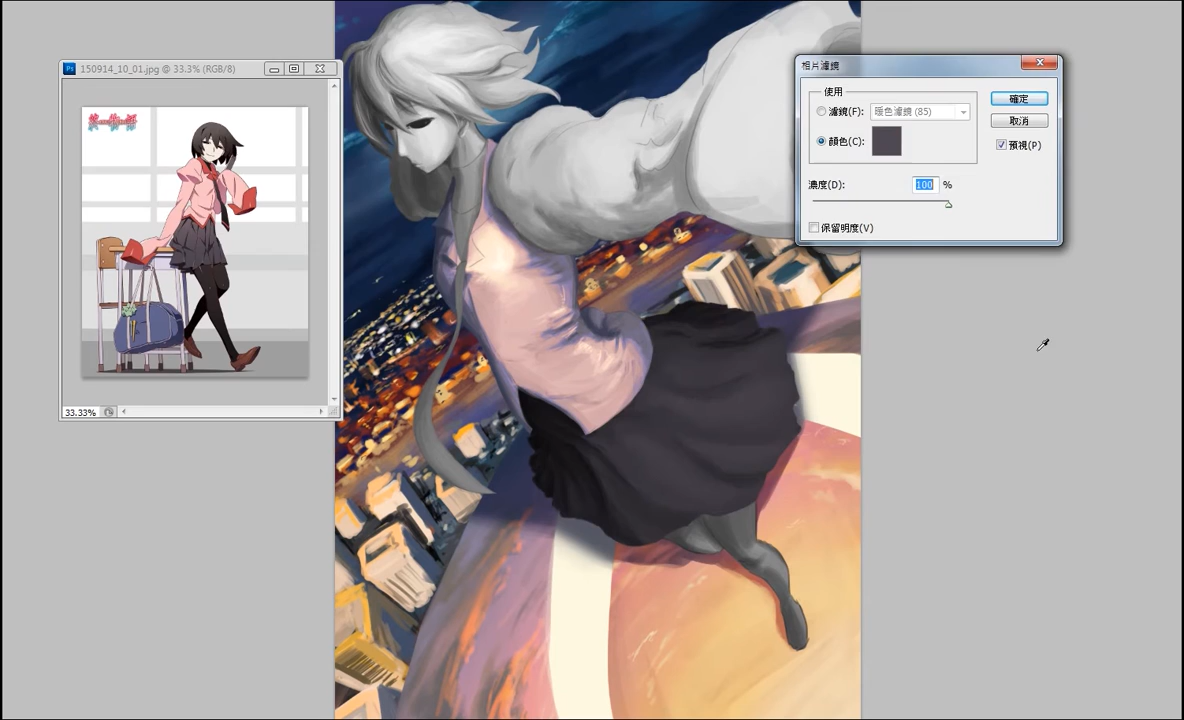 150914_10_01.jpg @ 33.3% (RGB/8)
33.33%
相片濾鏡
使用
濾鏡(F):
暖色濾鏡 (85)
顏色(C):
濃度(D):
100
%
保留明度(V)
確定
取消
預視(P)